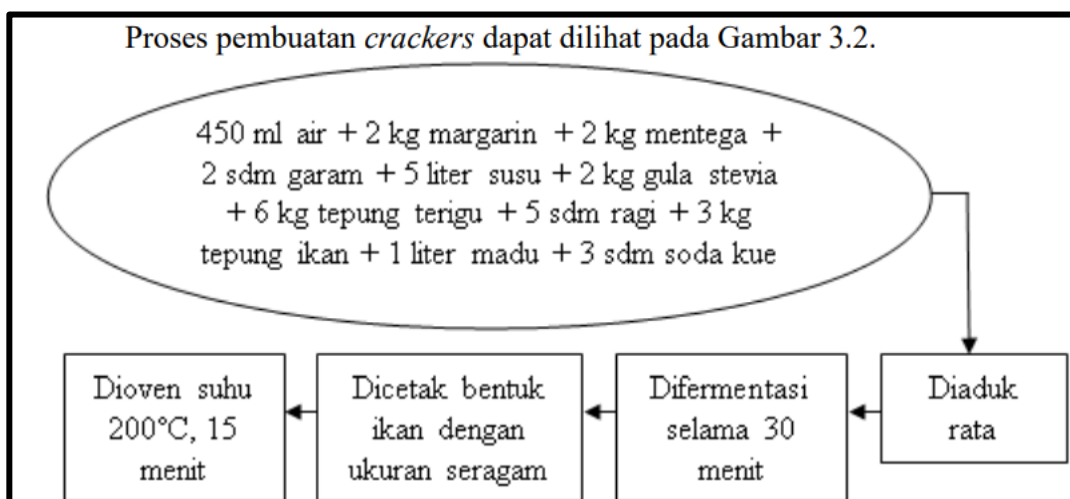 Proses pembuatan crackers dapat dilihat pada Gambar 3.2.
450 ml air + 2 kg margarin + 2 kg mentega +
2 sdm garam + 5 liter susu + 2 kg gula stevia
+ 6 kg tepung terigu + 5 sdm ragi + 3 kg
tepung ikan + 1 liter madu + 3 sdm soda kue
Diaduk
rata
Difermentasi
selama 30
menit
Dicetak bentuk
ikan dengan
ukuran seragam
Dioven suhu
200°C, 15
menit